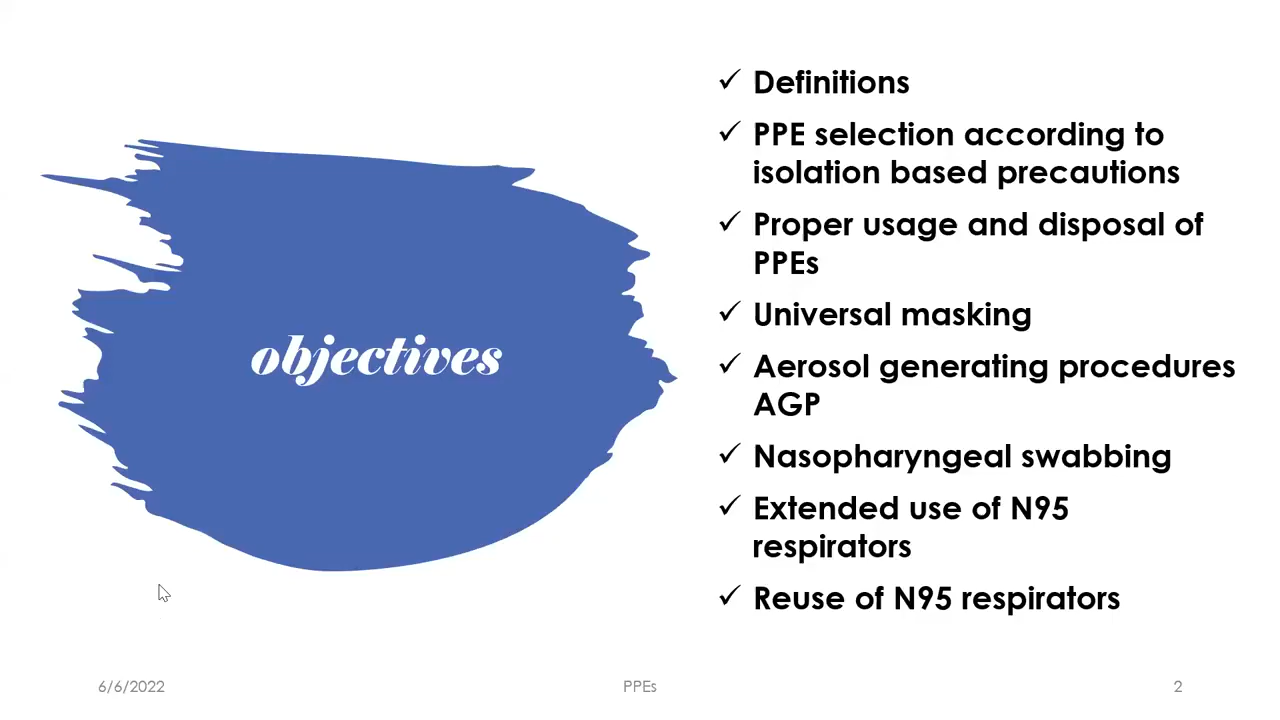 objectives
✓ Definitions
✓ PPE selection according to
isolation based precautions
✓ Proper usage and disposal of
PPEs
✓ Universal masking
✓ Aerosol generating procedures
AGP
✓ Nasopharyngeal swabbing
✓ Extended use of N95
respirators
✓ Reuse of N95 respirators
6/6/2022
PPEs
2